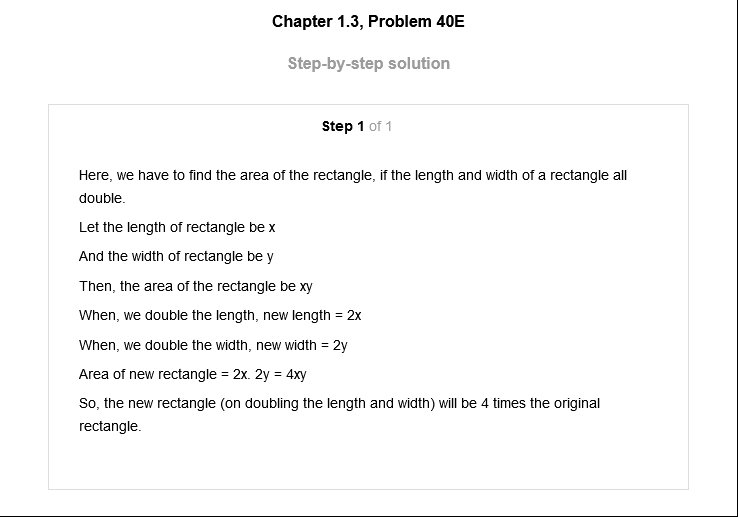 Chapter 1.3, Problem 40E
Step-by-step solution
Step 1 of 1
Here, we have to find the area of the rectangle, if the length and width of a rectangle all
double.
Let the length of rectangle be x
And the width of rectangle be y
Then, the area of the rectangle be xy
When, we double the length, new length = 2x
When, we double the width, new width = 2y
Area of new rectangle = 2x. 2y = 4xy
So, the new rectangle (on doubling the length and width) will be 4 times the original
rectangle.